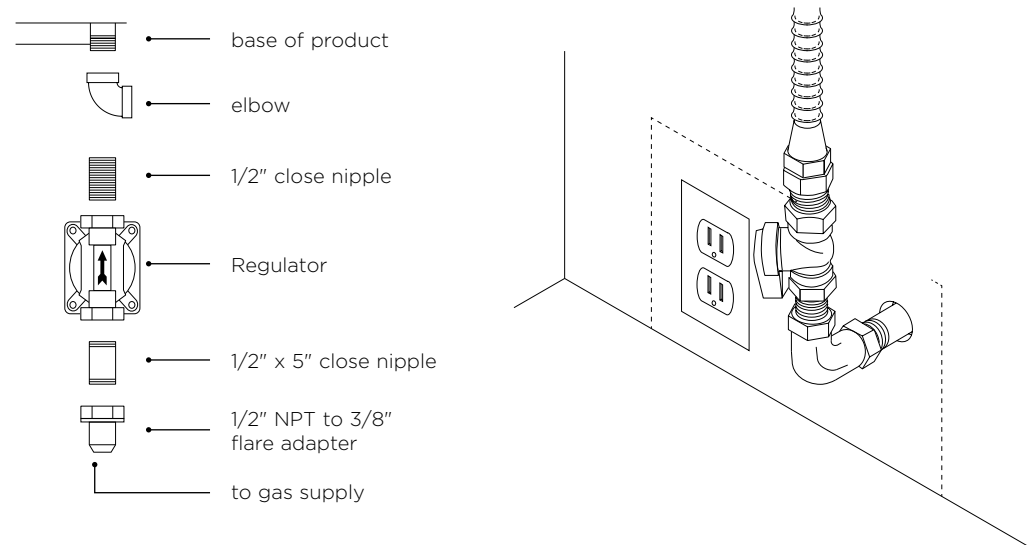 base of product
elbow
1/2" close nipple
Regulator
1/2" x 5" close nipple
1/2" NPT to 3/8"
flare adapter
to gas supply